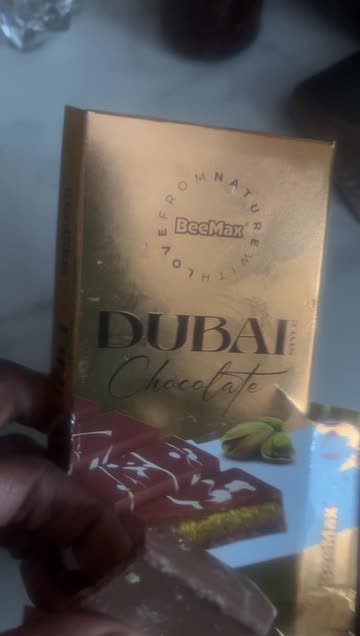 FROM NATURE WITH LOVE
BeeMax
DUBAI
Chocolate
BeeMax